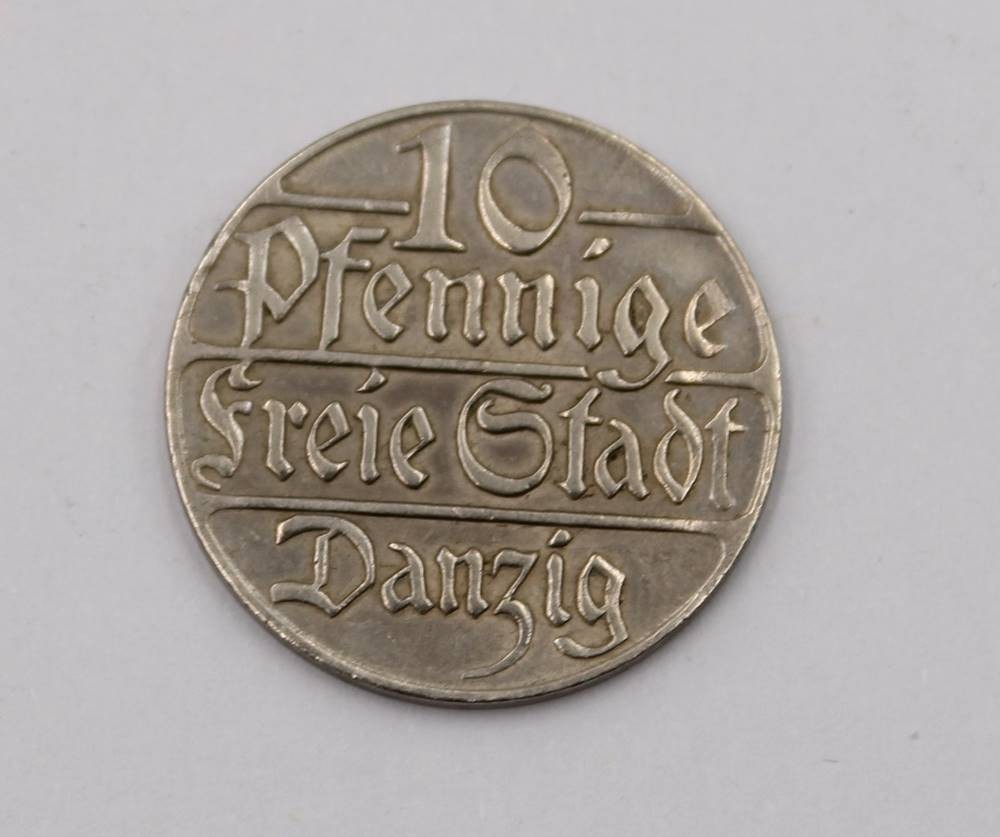 10
Pfennige
Freie Stadt
Danzig